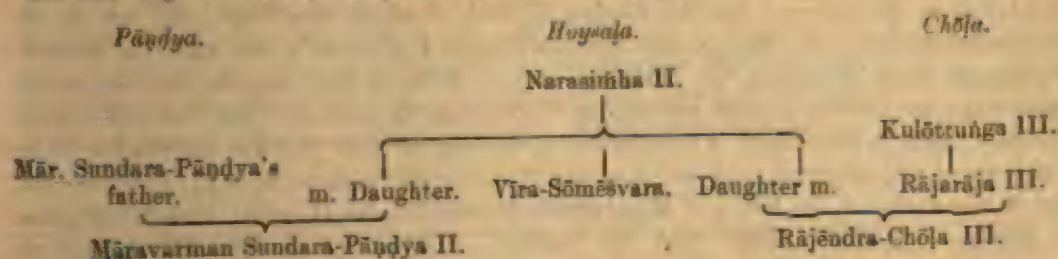 Pāṇḍya. Hoysaḷa. Chōḷa.
Narasiṁha II.
Kulōttuṅga III.
Mār. Sundara-Pāṇḍya's
father. m. Daughter. Vīra-Sōmēśvara. Daughter m. Rājarāja III.
Māravarman Sundara-Pāṇḍya II. Rājēndra-Chōḷa III.